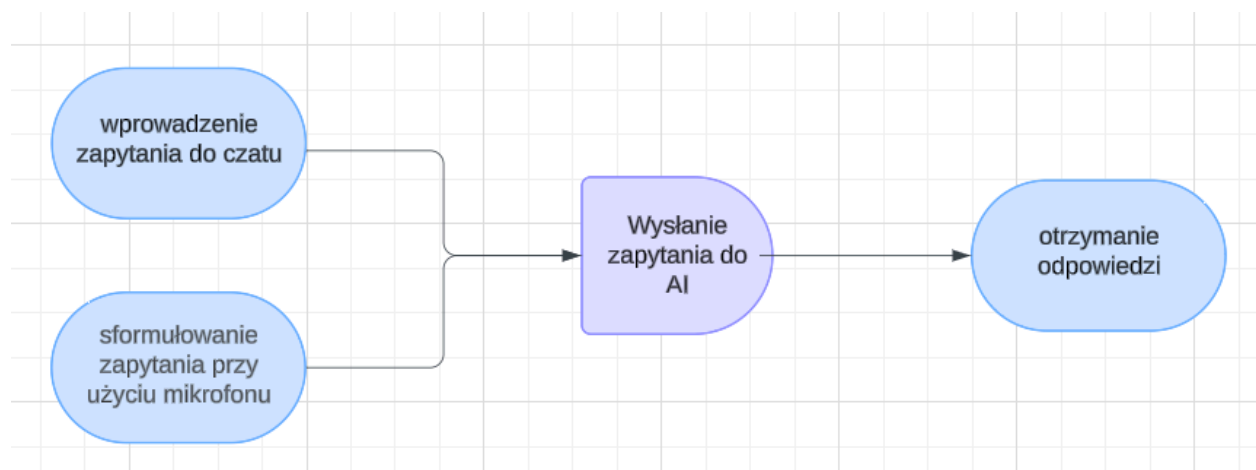 wprowadzenie
zapytania do czatu
sformułowanie
zapytania przy
użyciu mikrofonu
Wysłanie
zapytania do
AI
otrzymanie
odpowiedzi